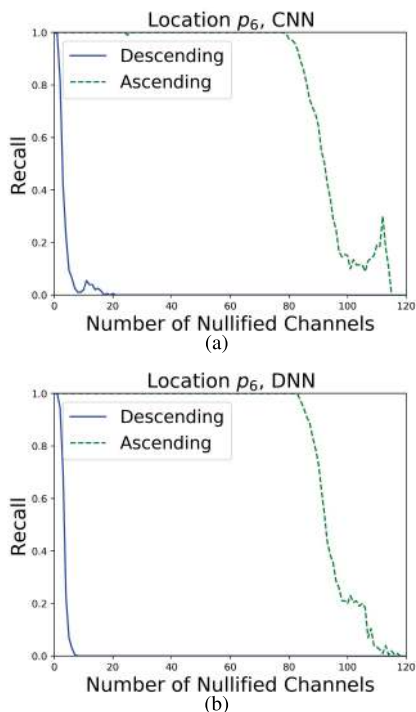 Location p6, CNN
1.0
0.8
0.6
0.4
0.2
0.0
Recall
Descending
Ascending
0 20 40 60 80 100 120
Number of Nullified Channels
(a)
Location p6, DNN
1.0
0.8
0.6
0.4
0.2
0.0
Recall
Descending
Ascending
0 20 40 60 80 100 120
Number of Nullified Channels
(b)